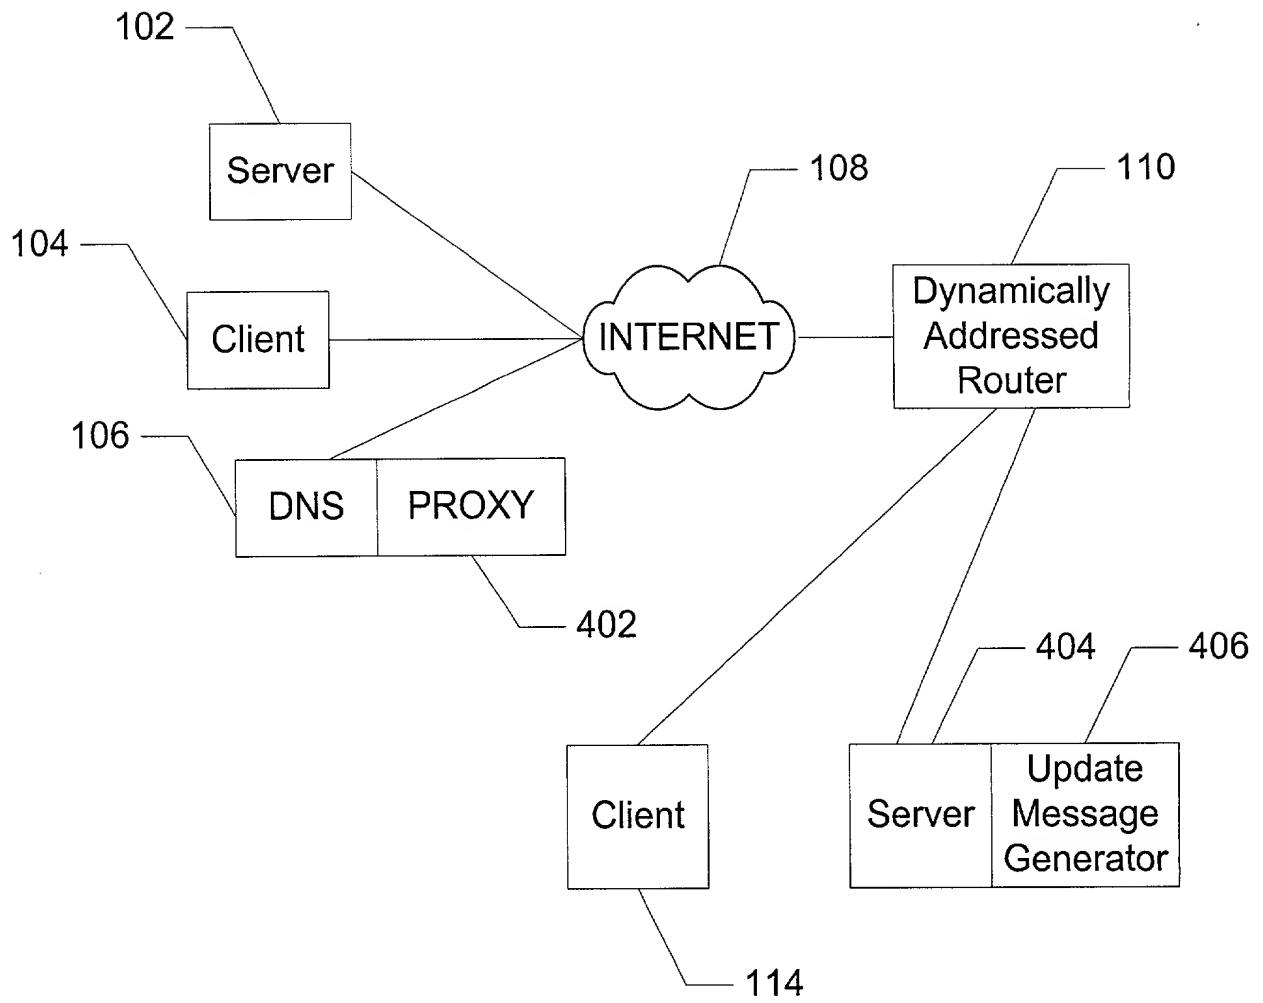 102
Server
108
110
104
Client
INTERNET
Dynamically
Addressed
Router
106
DNS
PROXY
402
404
406
Client
Server
Update
Message
Generator
114